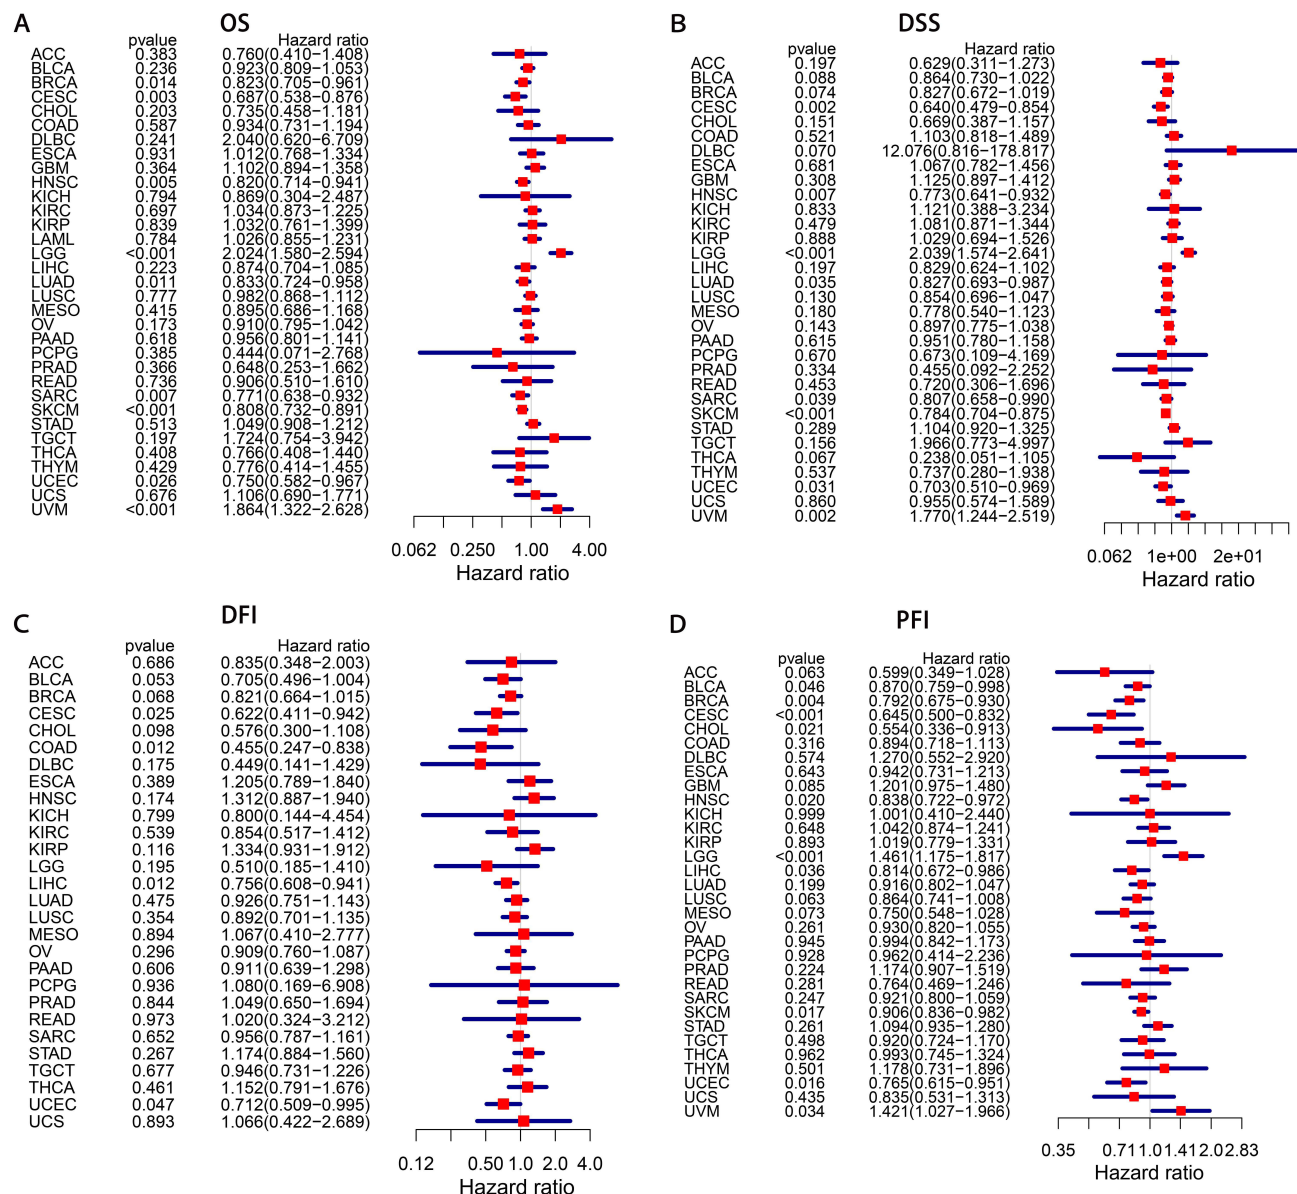 A OS
pvalue Hazard ratio
ACC 0.383 0.760(0.410−1.408)
BLCA 0.236 0.923(0.809−1.053)
BRCA 0.014 0.823(0.705−0.961)
CESC 0.003 0.687(0.538−0.876)
CHOL 0.203 0.735(0.458−1.181)
COAD 0.587 0.934(0.731−1.194)
DLBC 0.241 2.040(0.620−6.709)
ESCA 0.931 1.012(0.768−1.334)
GBM 0.364 1.102(0.894−1.358)
HNSC 0.005 0.820(0.714−0.941)
KICH 0.794 0.869(0.304−2.487)
KIRC 0.697 1.034(0.873−1.225)
KIRP 0.839 1.032(0.761−1.399)
LAML 0.784 1.026(0.855−1.231)
LGG <0.001 2.024(1.580−2.594)
LIHC 0.223 0.874(0.704−1.085)
LUAD 0.011 0.833(0.724−0.958)
LUSC 0.777 0.982(0.868−1.112)
MESO 0.415 0.895(0.686−1.168)
OV 0.173 0.910(0.795−1.042)
PAAD 0.618 0.956(0.801−1.141)
PCPG 0.385 0.444(0.071−2.768)
PRAD 0.366 0.648(0.253−1.662)
READ 0.736 0.906(0.510−1.610)
SARC 0.007 0.771(0.638−0.932)
SKCM <0.001 0.808(0.732−0.891)
STAD 0.513 1.049(0.908−1.212)
TGCT 0.197 1.724(0.754−3.942)
THCA 0.408 0.766(0.408−1.440)
THYM 0.429 0.776(0.414−1.455)
UCEC 0.026 0.750(0.582−0.967)
UCS 0.676 1.106(0.690−1.771)
UVM <0.001 1.864(1.322−2.628)
0.062 0.250 1.00 4.00
Hazard ratio
B DSS
pvalue Hazard ratio
ACC 0.197 0.629(0.311−1.273)
BLCA 0.088 0.864(0.730−1.022)
BRCA 0.074 0.827(0.672−1.019)
CESC 0.002 0.640(0.479−0.854)
CHOL 0.151 0.669(0.387−1.157)
COAD 0.521 1.103(0.818−1.489)
DLBC 0.070 12.076(0.816−178.817)
ESCA 0.681 1.067(0.782−1.456)
GBM 0.308 1.125(0.897−1.412)
HNSC 0.007 0.773(0.641−0.932)
KICH 0.833 1.121(0.388−3.234)
KIRC 0.479 1.081(0.871−1.344)
KIRP 0.888 1.029(0.694−1.526)
LGG <0.001 2.039(1.574−2.641)
LIHC 0.197 0.829(0.624−1.102)
LUAD 0.035 0.827(0.693−0.987)
LUSC 0.130 0.854(0.696−1.047)
MESO 0.180 0.778(0.540−1.123)
OV 0.143 0.897(0.775−1.038)
PAAD 0.615 0.951(0.780−1.158)
PCPG 0.670 0.673(0.109−4.169)
PRAD 0.334 0.455(0.092−2.252)
READ 0.453 0.720(0.306−1.696)
SARC 0.039 0.807(0.658−0.990)
SKCM <0.001 0.784(0.704−0.875)
STAD 0.289 1.104(0.920−1.325)
TGCT 0.156 1.966(0.773−4.997)
THCA 0.067 0.238(0.051−1.105)
THYM 0.537 0.737(0.280−1.938)
UCEC 0.031 0.703(0.510−0.969)
UCS 0.860 0.955(0.574−1.589)
UVM 0.002 1.770(1.244−2.519)
0.062 1e+00 2e+01
Hazard ratio
C DFI
pvalue Hazard ratio
ACC 0.686 0.835(0.348−2.003)
BLCA 0.053 0.705(0.496−1.004)
BRCA 0.068 0.821(0.664−1.015)
CESC 0.025 0.622(0.411−0.942)
CHOL 0.098 0.576(0.300−1.108)
COAD 0.012 0.455(0.247−0.838)
DLBC 0.175 0.449(0.141−1.429)
ESCA 0.389 1.205(0.789−1.840)
HNSC 0.174 1.312(0.887−1.940)
KICH 0.799 0.800(0.144−4.454)
KIRC 0.539 0.854(0.517−1.412)
KIRP 0.116 1.334(0.931−1.912)
LGG 0.195 0.510(0.185−1.410)
LIHC 0.012 0.756(0.608−0.941)
LUAD 0.475 0.926(0.751−1.143)
LUSC 0.354 0.892(0.701−1.135)
MESO 0.894 1.067(0.410−2.777)
OV 0.296 0.909(0.760−1.087)
PAAD 0.606 0.911(0.639−1.298)
PCPG 0.936 1.080(0.169−6.908)
PRAD 0.844 1.049(0.650−1.694)
READ 0.973 1.020(0.324−3.212)
SARC 0.652 0.956(0.787−1.161)
STAD 0.267 1.174(0.884−1.560)
TGCT 0.677 0.946(0.731−1.226)
THCA 0.461 1.152(0.791−1.676)
UCEC 0.047 0.712(0.509−0.995)
UCS 0.893 1.066(0.422−2.689)
0.12 0.50 1.0 2.0 4.0
Hazard ratio
D PFI
pvalue Hazard ratio
ACC 0.063 0.599(0.349−1.028)
BLCA 0.046 0.870(0.759−0.998)
BRCA 0.004 0.792(0.675−0.930)
CESC <0.001 0.645(0.500−0.832)
CHOL 0.021 0.554(0.336−0.913)
COAD 0.316 0.894(0.718−1.113)
DLBC 0.574 1.270(0.552−2.920)
ESCA 0.643 0.942(0.731−1.213)
GBM 0.085 1.201(0.975−1.480)
HNSC 0.020 0.838(0.722−0.972)
KICH 0.999 1.001(0.410−2.440)
KIRC 0.648 1.042(0.874−1.241)
KIRP 0.893 1.019(0.779−1.331)
LGG <0.001 1.461(1.175−1.817)
LIHC 0.036 0.814(0.672−0.986)
LUAD 0.199 0.916(0.802−1.047)
LUSC 0.063 0.864(0.741−1.008)
MESO 0.073 0.750(0.548−1.028)
OV 0.261 0.930(0.820−1.055)
PAAD 0.945 0.994(0.842−1.173)
PCPG 0.928 0.962(0.414−2.236)
PRAD 0.224 1.174(0.907−1.519)
READ 0.281 0.764(0.469−1.246)
SARC 0.247 0.921(0.800−1.059)
SKCM 0.017 0.906(0.836−0.982)
STAD 0.261 1.094(0.935−1.280)
TGCT 0.498 0.920(0.724−1.170)
THCA 0.962 0.993(0.745−1.324)
THYM 0.501 1.178(0.731−1.896)
UCEC 0.016 0.765(0.615−0.951)
UCS 0.435 0.835(0.531−1.313)
UVM 0.034 1.421(1.027−1.966)
0.35 0.71 1.0 1.41 2.0 2.83
Hazard ratio